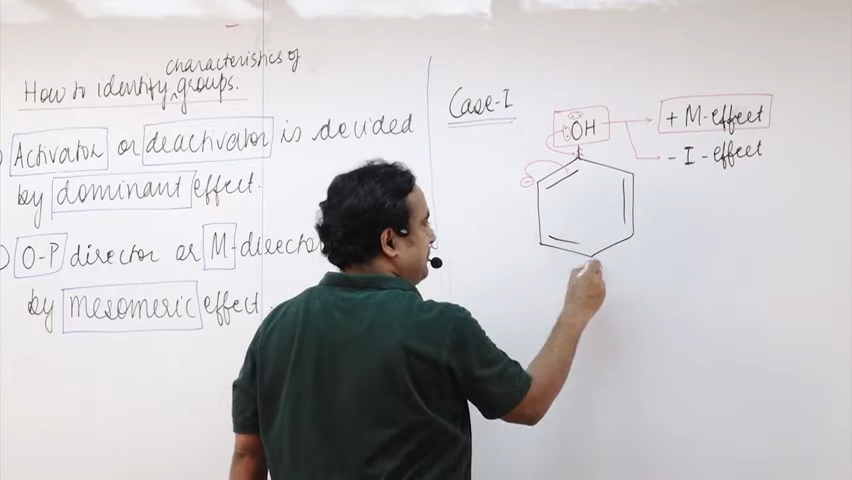 characteristics of
How to identify ^ groups.
Activator or deactivator is decided
by dominant effect.
O-P director or M-director
by mesomeric effect.
Case-I
OH
+ M-effect
- I - effect